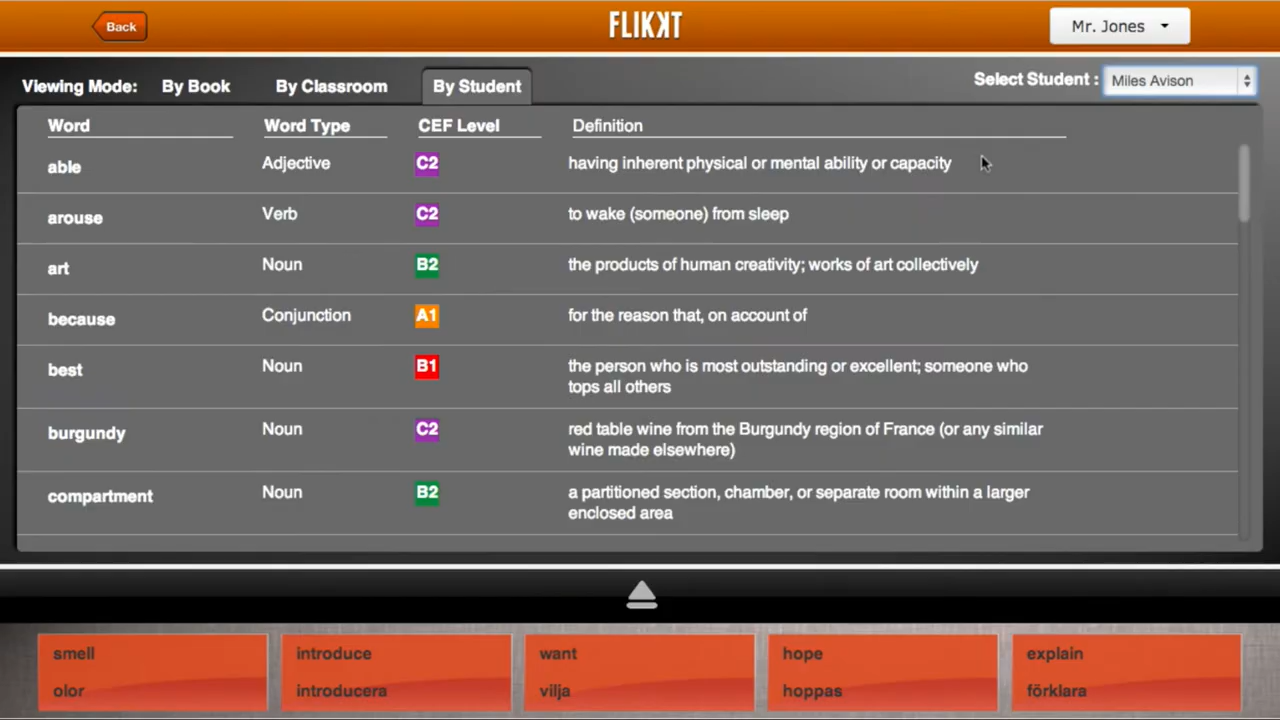 Back
FLIKKT
Mr. Jones
Viewing Mode: By Book By Classroom By Student
Select Student : Miles Avison
Word Word Type CEF Level Definition
able Adjective C2 having inherent physical or mental ability or capacity
arouse Verb C2 to wake (someone) from sleep
art Noun B2 the products of human creativity; works of art collectively
because Conjunction A1 for the reason that, on account of
best Noun B1 the person who is most outstanding or excellent; someone who
tops all others
burgundy Noun C2 red table wine from the Burgundy region of France (or any similar
wine made elsewhere)
compartment Noun B2 a partitioned section, chamber, or separate room within a larger
enclosed area
smell introduce want hope explain
olor introducera vilja hoppas förklara